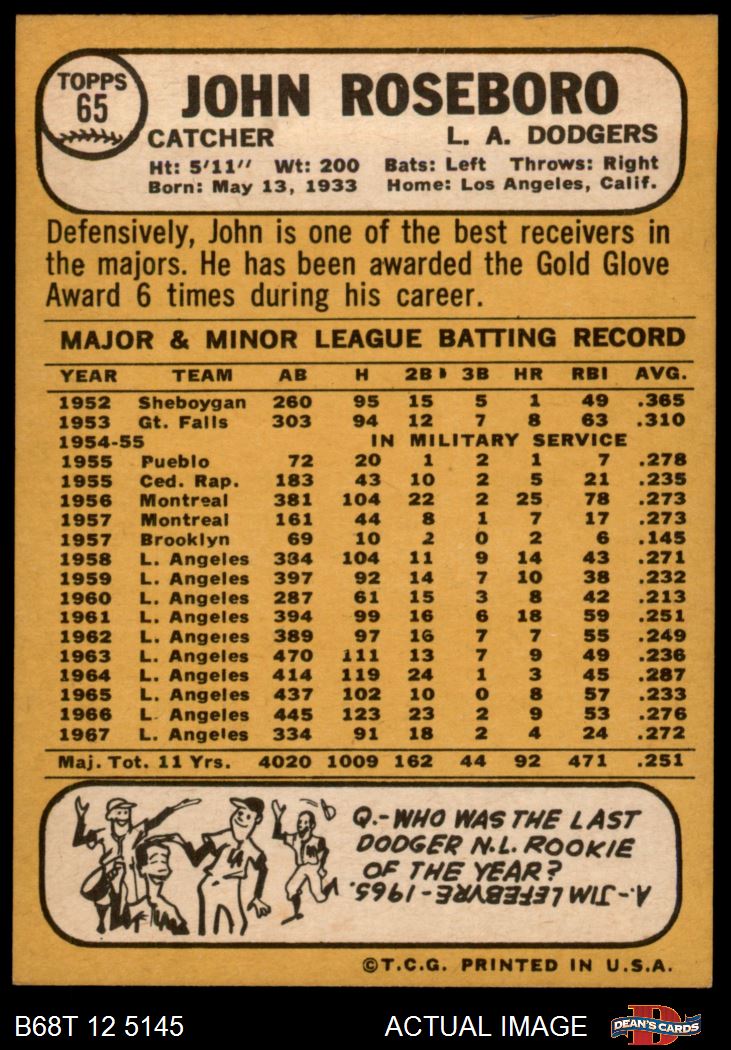 TOPPS
65
JOHN ROSEBORO
CATCHER L. A. DODGERS
Ht: 5'11" Wt: 200 Bats: Left Throws: Right
Born: May 13, 1933 Home: Los Angeles, Calif.
Defensively, John is one of the best receivers in
the majors. He has been awarded the Gold Glove
Award 6 times during his career.
MAJOR & MINOR LEAGUE BATTING RECORD
YEAR TEAM AB H 2B 3B HR RBI AVG.
1952 Sheboygan 260 95 15 5 1 49 .365
1953 Gt. Falls 303 94 12 7 8 63 .310
1954-55 IN MILITARY SERVICE
1955 Pueblo 72 20 1 2 1 7 .278
1955 Ced. Rap. 183 43 10 2 5 21 .235
1956 Montreal 381 104 22 2 25 78 .273
1957 Montreal 161 44 8 1 7 17 .273
1957 Brooklyn 69 10 2 0 2 6 .145
1958 L. Angeles 384 104 11 9 14 43 .271
1959 L. Angeles 397 92 14 7 10 38 .232
1960 L. Angeles 287 61 15 3 8 42 .213
1961 L. Angeles 394 99 16 6 18 59 .251
1962 L. Angeles 389 97 16 7 7 55 .249
1963 L. Angeles 470 111 13 7 9 49 .236
1964 L. Angeles 414 119 24 1 3 45 .287
1965 L. Angeles 437 102 10 0 8 57 .233
1966 L. Angeles 445 123 23 2 9 53 .276
1967 L. Angeles 334 91 18 2 4 24 .272
Maj. Tot. 11 Yrs. 4020 1009 162 44 92 471 .251
Q.-WHO WAS THE LAST
DODGER N.L. ROOKIE
OF THE YEAR?
A.-JIM LEFEBVRE-1965.
©T.C.G. PRINTED IN U.S.A.
B68T 12 5145 ACTUAL IMAGE DEAN'S CARDS